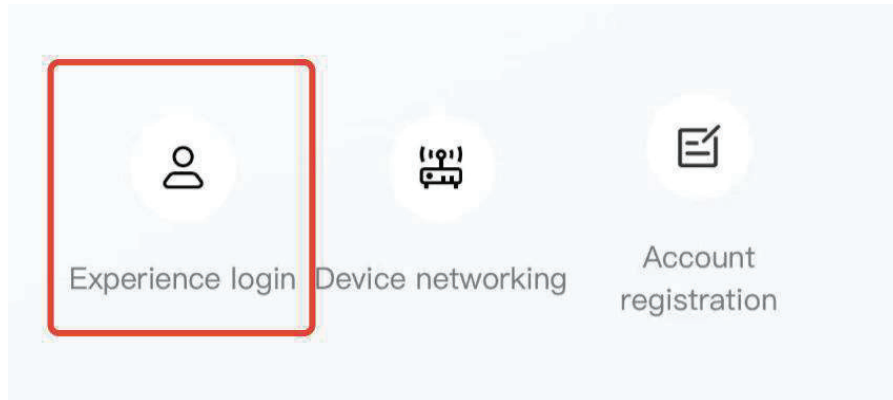 Experience login
Device networking
Account
registration